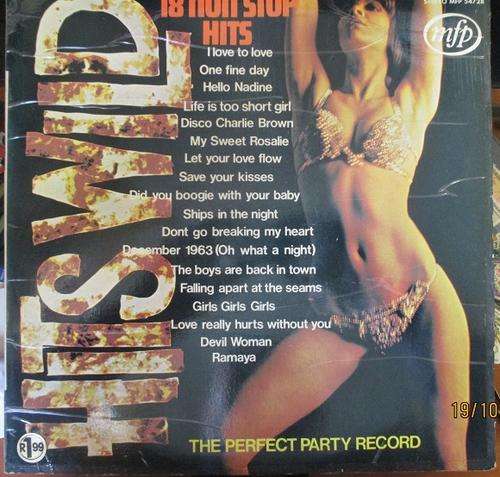 STEREO MFP 54728
18 NON STOP
HITS
mfp
HITS WILD
I love to love
One fine day
Hello Nadine
Life is too short girl
Disco Charlie Brown
My Sweet Rosalie
Let your love flow
Save your kisses
Did you boogie with your baby
Ships in the night
Dont go breaking my heart
December 1963 (Oh what a night)
The boys are back in town
Falling apart at the seams
Girls Girls Girls
Love really hurts without you
Devil Woman
Ramaya
THE PERFECT PARTY RECORD
R1.99
19/10